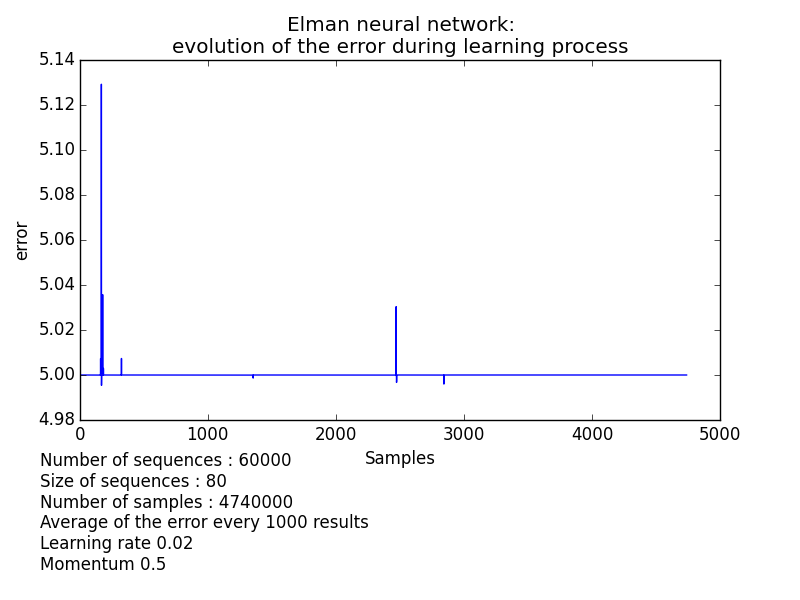 Elman neural network:
evolution of the error during learning process
5.14
5.12
5.10
5.08
5.06
5.04
5.02
5.00
4.98
error
0 1000 2000 3000 4000 5000
Samples
Number of sequences : 60000
Size of sequences : 80
Number of samples : 4740000
Average of the error every 1000 results
Learning rate 0.02
Momentum 0.5